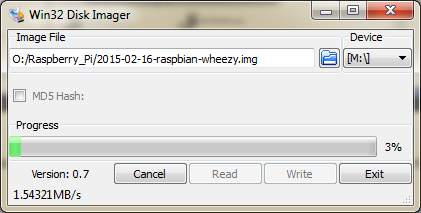 Win32 Disk Imager
Image File
Device
O:/Raspberry_Pi/2015-02-16-raspbian-wheezy.img
[M:\]
MD5 Hash:
Progress
3%
Version: 0.7
Cancel
Read
Write
Exit
1.54321MB/s